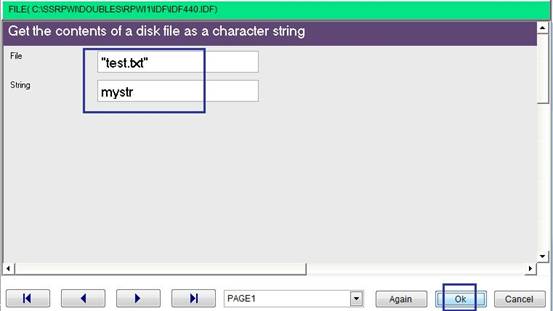 FILE( C:\SSRPWI\DOUBLES\RPWI1\IDF\IDF440.IDF)
Get the contents of a disk file as a character string
File
"test.txt"
String
mystr
PAGE1
Again
Ok
Cancel